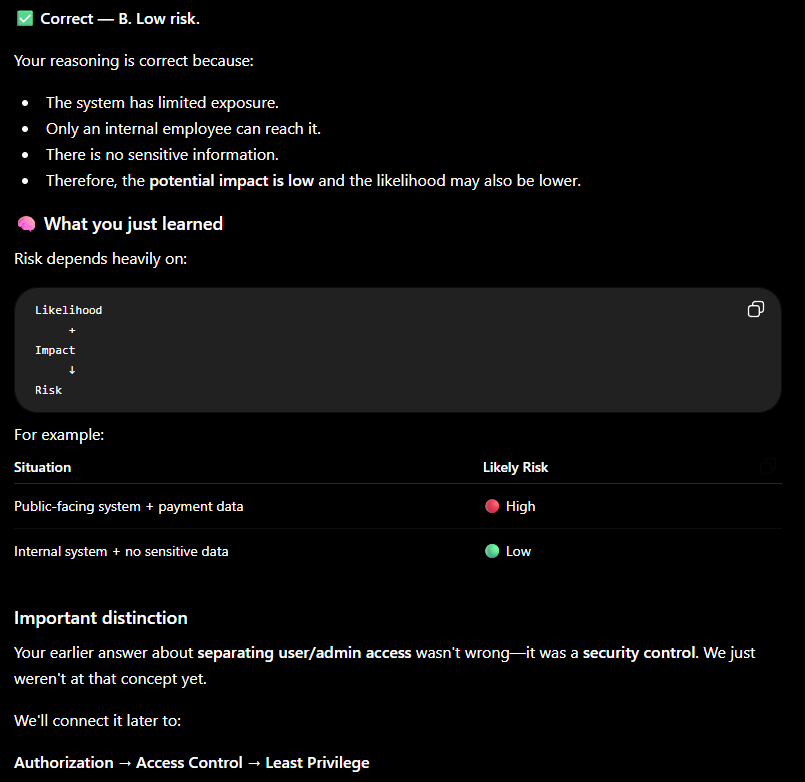 ✅ Correct — B. Low risk.
Your reasoning is correct because:
• The system has limited exposure.
• Only an internal employee can reach it.
• There is no sensitive information.
• Therefore, the potential impact is low and the likelihood may also be lower.
🧠 What you just learned
Risk depends heavily on:
Likelihood
+
Impact
↓
Risk
For example:
Situation Likely Risk
Public-facing system + payment data 🔴 High
Internal system + no sensitive data 🟢 Low
Important distinction
Your earlier answer about separating user/admin access wasn't wrong—it was a security control. We just
weren't at that concept yet.
We'll connect it later to:
Authorization → Access Control → Least Privilege